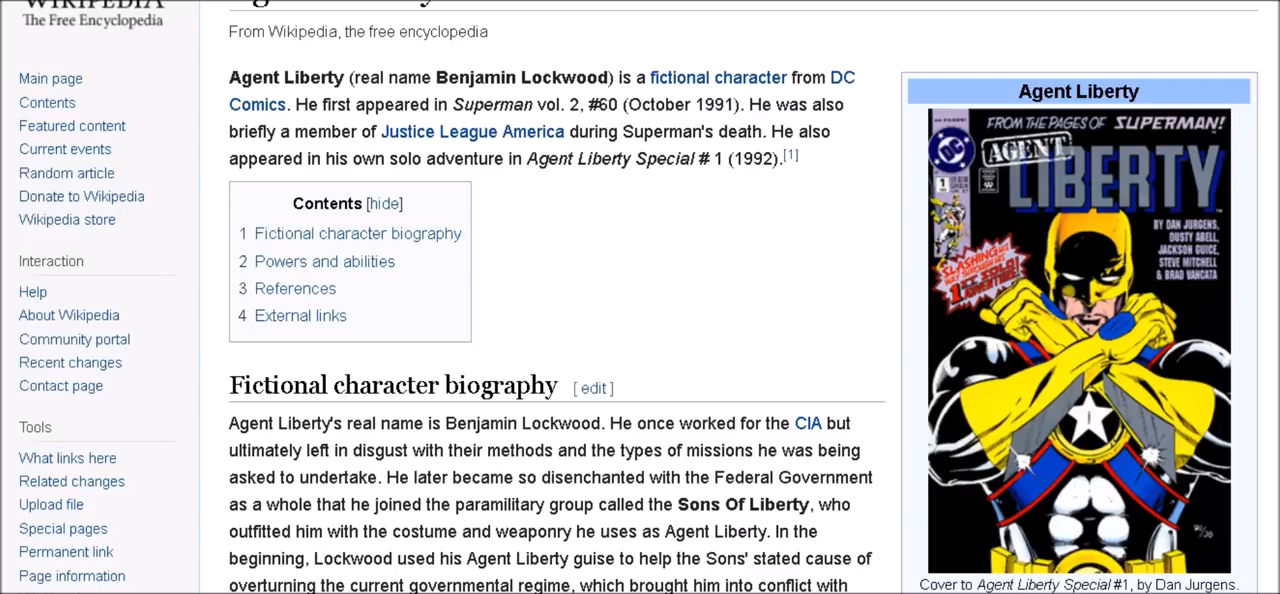 WIKIPEDIA
The Free Encyclopedia
Main page
Contents
Featured content
Current events
Random article
Donate to Wikipedia
Wikipedia store
Interaction
Help
About Wikipedia
Community portal
Recent changes
Contact page
Tools
What links here
Related changes
Upload file
Special pages
Permanent link
Page information
From Wikipedia, the free encyclopedia
Agent Liberty (real name Benjamin Lockwood) is a fictional character from DC
Comics. He first appeared in Superman vol. 2, #60 (October 1991). He was also
briefly a member of Justice League America during Superman's death. He also
appeared in his own solo adventure in Agent Liberty Special # 1 (1992).[1]
Contents [hide]
1 Fictional character biography
2 Powers and abilities
3 References
4 External links
Fictional character biography [ edit ]
Agent Liberty's real name is Benjamin Lockwood. He once worked for the CIA but
ultimately left in disgust with their methods and the types of missions he was being
asked to undertake. He later became so disenchanted with the Federal Government
as a whole that he joined the paramilitary group called the Sons Of Liberty, who
outfitted him with the costume and weaponry he uses as Agent Liberty. In the
beginning, Lockwood used his Agent Liberty guise to help the Sons' stated cause of
overturning the current governmental regime, which brought him into conflict with
Agent Liberty
FROM THE PAGES OF SUPERMAN!
DC
AGENT
LIBERTY
1
BY DAN JURGENS,
DUSTY ABELL,
JACKSON GUICE,
STEVE MITCHELL
& BRAD VANCATA
SLASHING
1ST SOLO
ADVENTURE!
Cover to Agent Liberty Special #1, by Dan Jurgens.